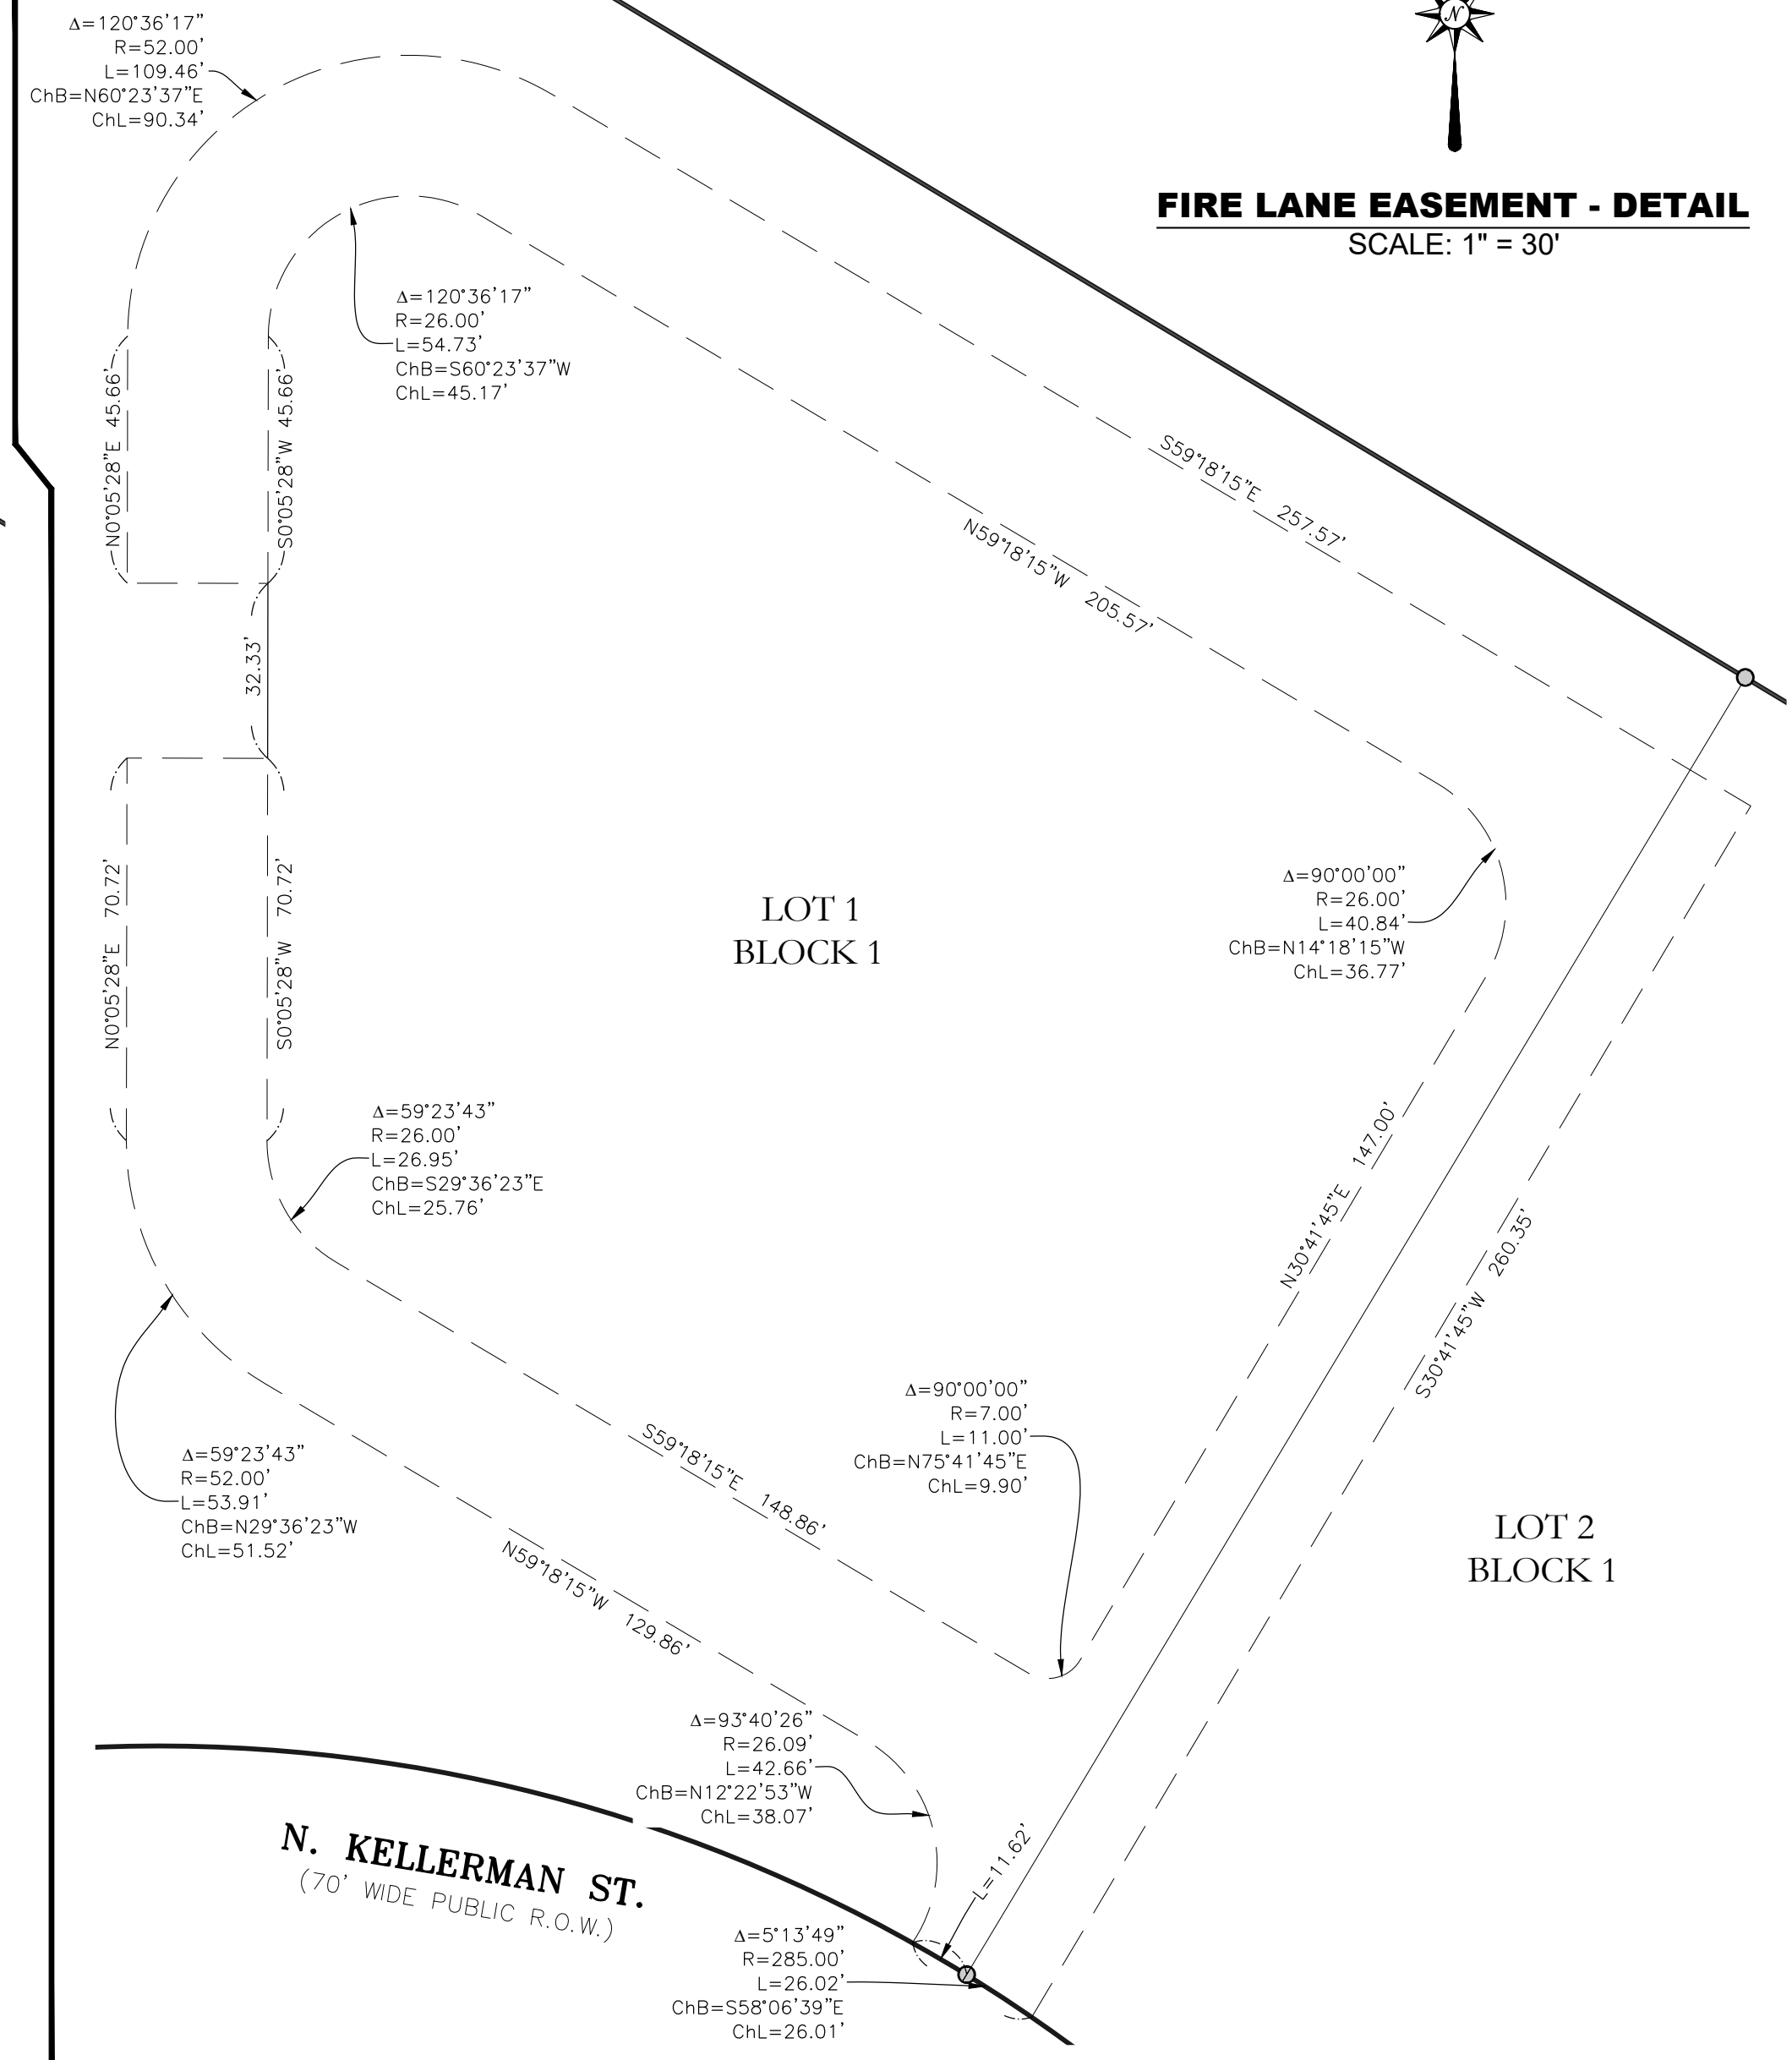 Δ=120°36'17"
R=52.00'
L=109.46'
ChB=N60°23'37"E
ChL=90.34'
N
FIRE LANE EASEMENT - DETAIL
SCALE: 1" = 30'
Δ=120°36'17"
R=26.00'
L=54.73'
ChB=S60°23'37"W
ChL=45.17'
N0°05'28"E 45.66'
S0°05'28"W 45.66'
S59°18'15"E 257.57'
N59°18'15"W 205.57'
32.33'
LOT 1
BLOCK 1
Δ=90°00'00"
R=26.00'
L=40.84'
ChB=N14°18'15"W
ChL=36.77'
N0°05'28"E 70.72'
S0°05'28"W 70.72'
Δ=59°23'43"
R=26.00'
L=26.95'
ChB=S29°36'23"E
ChL=25.76'
N30°41'45"E 147.00'
S30°41'45"W 260.35'
Δ=90°00'00"
R=7.00'
L=11.00'
ChB=N75°41'45"E
ChL=9.90'
Δ=59°23'43"
R=52.00'
L=53.91'
ChB=N29°36'23"W
ChL=51.52'
S59°18'15"E 148.86'
N59°18'15"W 129.86'
LOT 2
BLOCK 1
Δ=93°40'26"
R=26.09'
L=42.66'
ChB=N12°22'53"W
ChL=38.07'
N. KELLERMAN ST.
(70' WIDE PUBLIC R.O.W.)
L=11.62'
Δ=5°13'49"
R=285.00'
L=26.02'
ChB=S58°06'39"E
ChL=26.01'